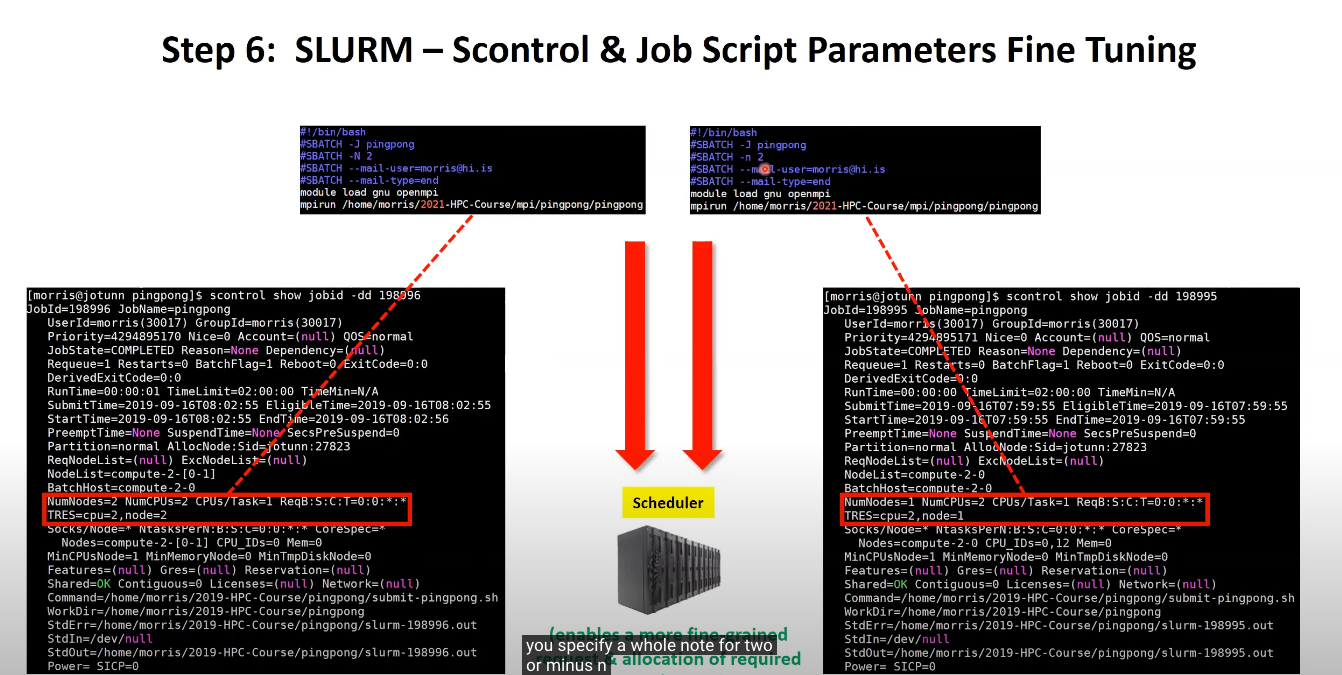 Step 6: SLURM – Scontrol & Job Script Parameters Fine Tuning
#!/bin/bash
#SBATCH -J pingpong
#SBATCH -N 2
#SBATCH --mail-user=morris@hi.is
#SBATCH --mail-type=end
module load gnu openmpi
mpirun /home/morris/2021-HPC-Course/mpi/pingpong/pingpong
#!/bin/bash
#SBATCH -J pingpong
#SBATCH -n 2
#SBATCH --mail-user=morris@hi.is
#SBATCH --mail-type=end
module load gnu openmpi
mpirun /home/morris/2021-HPC-Course/mpi/pingpong/pingpong
[morris@jotunn pingpong]$ scontrol show jobid -dd 198996
JobId=198996 JobName=pingpong
UserId=morris(30017) GroupId=morris(30017)
Priority=4294895170 Nice=0 Account=(null) QOS=normal
JobState=COMPLETED Reason=None Dependency=(null)
Requeue=1 Restarts=0 BatchFlag=1 Reboot=0 ExitCode=0:0
DerivedExitCode=0:0
RunTime=00:00:01 TimeLimit=02:00:00 TimeMin=N/A
SubmitTime=2019-09-16T08:02:55 EligibleTime=2019-09-16T08:02:55
StartTime=2019-09-16T08:02:55 EndTime=2019-09-16T08:02:56
PreemptTime=None SuspendTime=None SecsPreSuspend=0
Partition=normal AllocNode:Sid=jotunn:27823
ReqNodeList=(null) ExcNodeList=(null)
NodeList=compute-2-[0-1]
BatchHost=compute-2-0
NumNodes=2 NumCPUs=2 CPUs/Task=1 ReqB:S:C:T=0:0:*:*
TRES=cpu=2,node=2
Socks/Node=* NtasksPerN:B:S:C=0:0:*:* CoreSpec=*
Nodes=compute-2-[0-1] CPU_IDs=0 Mem=0
MinCPUsNode=1 MinMemoryNode=0 MinTmpDiskNode=0
Features=(null) Gres=(null) Reservation=(null)
Shared=OK Contiguous=0 Licenses=(null) Network=(null)
Command=/home/morris/2019-HPC-Course/pingpong/submit-pingpong.sh
WorkDir=/home/morris/2019-HPC-Course/pingpong
StdErr=/home/morris/2019-HPC-Course/pingpong/slurm-198996.out
StdIn=/dev/null
StdOut=/home/morris/2019-HPC-Course/pingpong/slurm-198996.out
Power= SICP=0
Scheduler
(enables a more fine-grained
& allocation of required
you specify a whole note for two
or minus n
[morris@jotunn pingpong]$ scontrol show jobid -dd 198995
JobId=198995 JobName=pingpong
UserId=morris(30017) GroupId=morris(30017)
Priority=4294895171 Nice=0 Account=(null) QOS=normal
JobState=COMPLETED Reason=None Dependency=(null)
Requeue=1 Restarts=0 BatchFlag=1 Reboot=0 ExitCode=0:0
DerivedExitCode=0:0
RunTime=00:00:00 TimeLimit=02:00:00 TimeMin=N/A
SubmitTime=2019-09-16T07:59:55 EligibleTime=2019-09-16T07:59:55
StartTime=2019-09-16T07:59:55 EndTime=2019-09-16T07:59:55
PreemptTime=None SuspendTime=None SecsPreSuspend=0
Partition=normal AllocNode:Sid=jotunn:27823
ReqNodeList=(null) ExcNodeList=(null)
NodeList=compute-2-0
BatchHost=compute-2-0
NumNodes=1 NumCPUs=2 CPUs/Task=1 ReqB:S:C:T=0:0:*:*
TRES=cpu=2,node=1
Socks/Node=* NtasksPerN:B:S:C=0:0:*:* CoreSpec=*
Nodes=compute-2-0 CPU_IDs=0,12 Mem=0
MinCPUsNode=1 MinMemoryNode=0 MinTmpDiskNode=0
Features=(null) Gres=(null) Reservation=(null)
Shared=OK Contiguous=0 Licenses=(null) Network=(null)
Command=/home/morris/2019-HPC-Course/pingpong/submit-pingpong.sh
WorkDir=/home/morris/2019-HPC-Course/pingpong
StdErr=/home/morris/2019-HPC-Course/pingpong/slurm-198995.out
StdIn=/dev/null
StdOut=/home/morris/2019-HPC-Course/pingpong/slurm-198995.out
Power= SICP=0